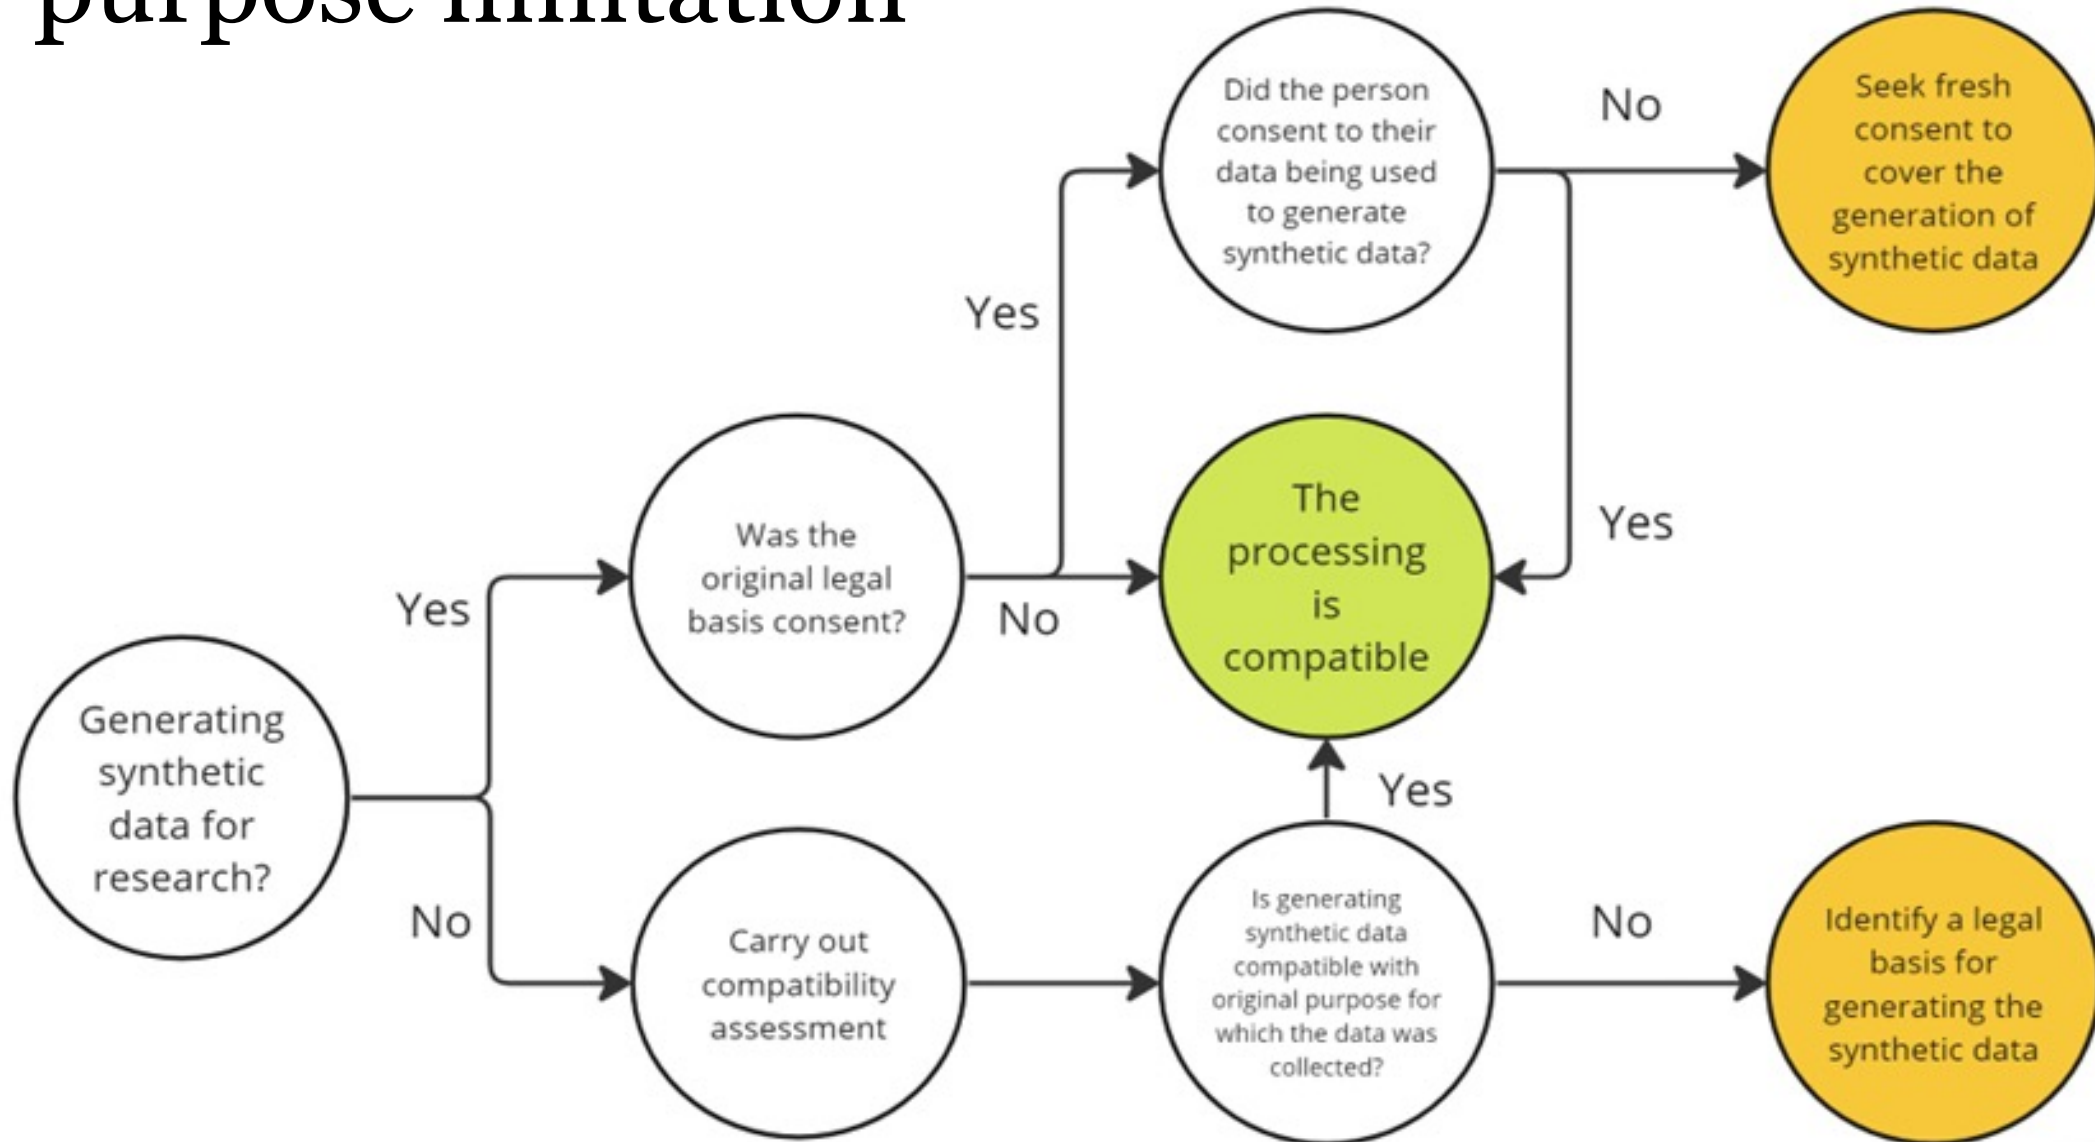 purpose limitation
Did the person
consent to their
data being used
to generate
synthetic data?
No
Seek fresh
consent to
cover the
generation of
synthetic data
Yes
Was the
original legal
basis consent?
No
The
processing
is
compatible
Yes
Yes
Generating
synthetic
data for
research?
No
Carry out
compatibility
assessment
Yes
Is generating
synthetic data
compatible with
original purpose for
which the data was
collected?
No
Identify a legal
basis for
generating the
synthetic data